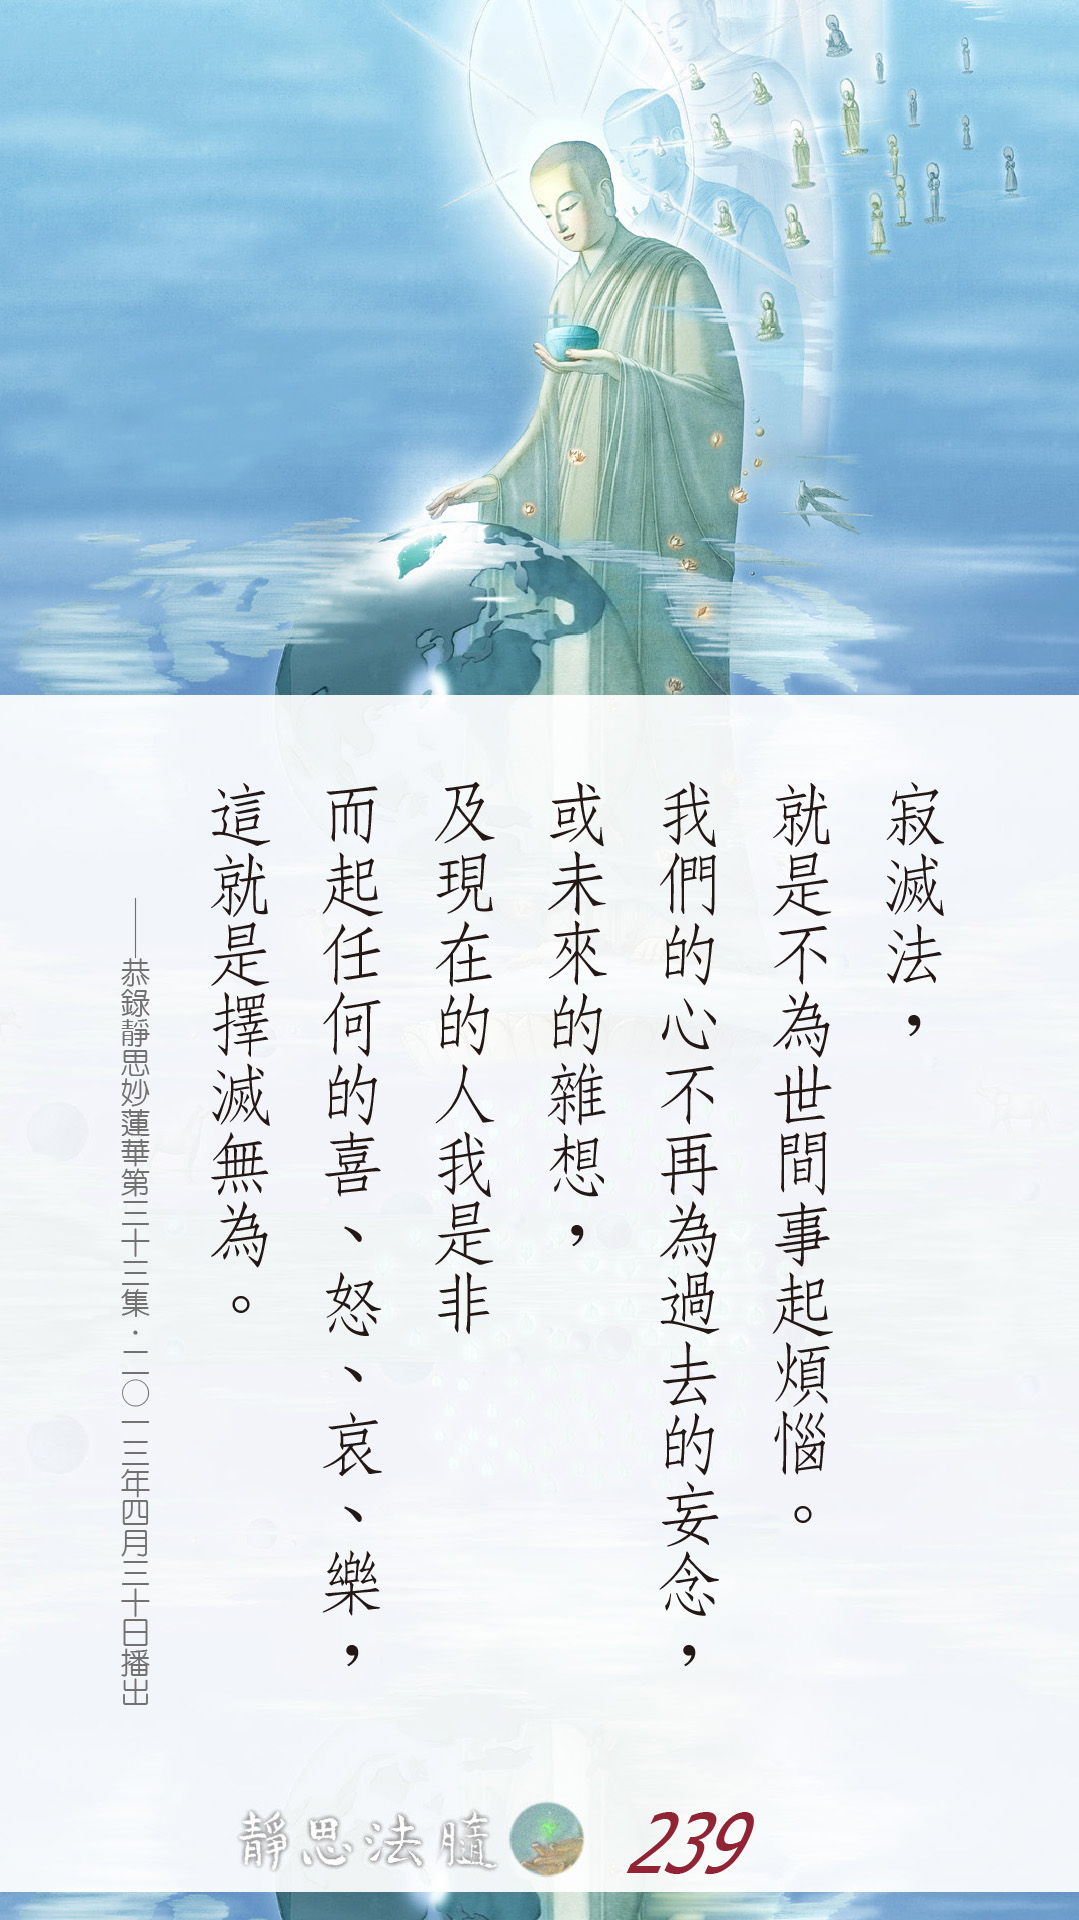 寂滅法，
就是不為世間事起煩惱。
我們的心不再為過去的妄念，
或未來的雜想，
及現在的人我是非
而起任何的喜、怒、哀、樂，
這就是擇滅無為。
——恭錄靜思妙蓮華第三十三集．二〇一三年四月三十日播出
靜思法髓
239